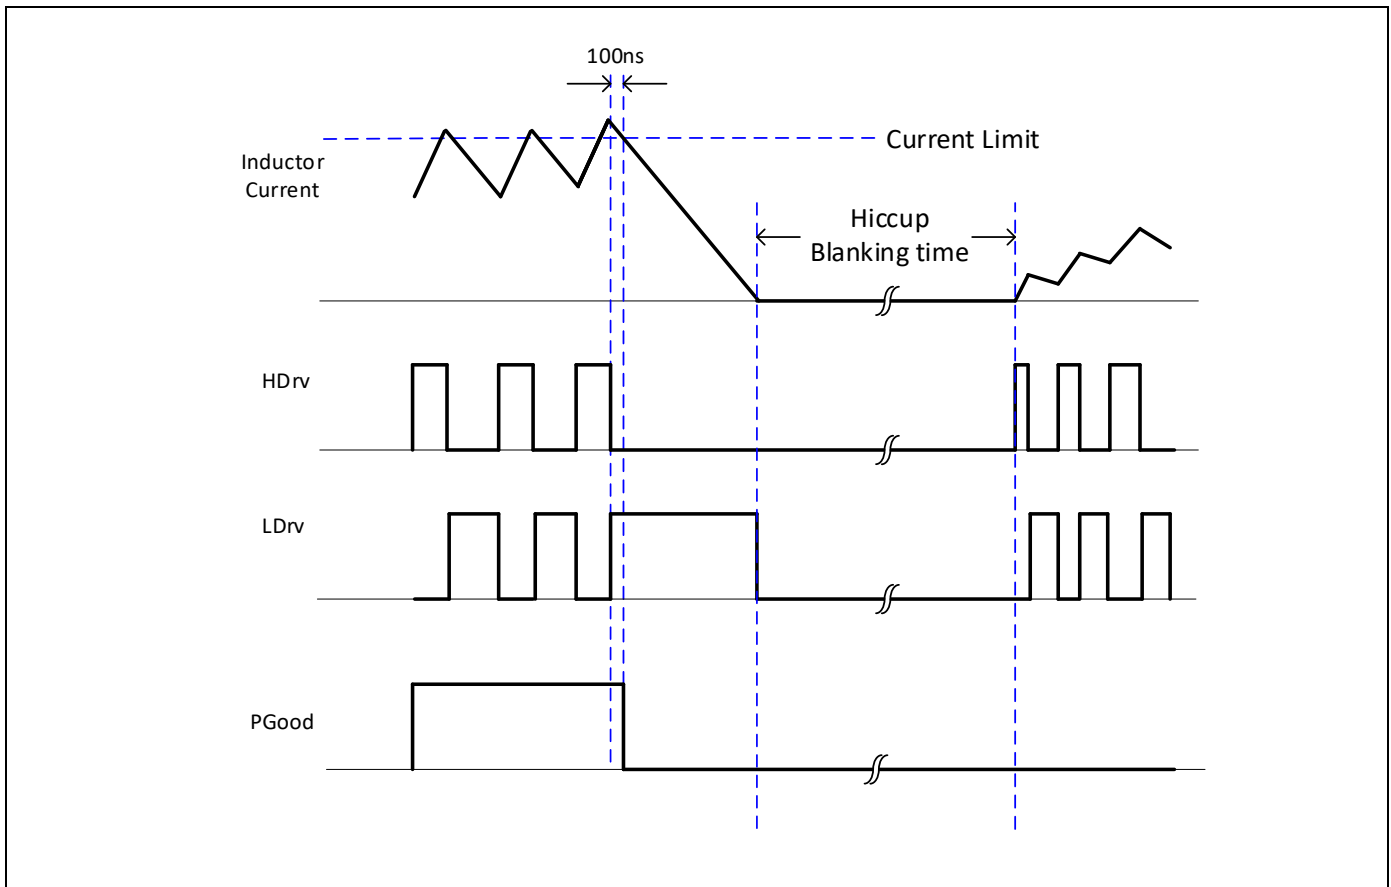 100ns
Current Limit
Inductor
Current
Hiccup
Blanking time
HDrv
LDrv
PGood